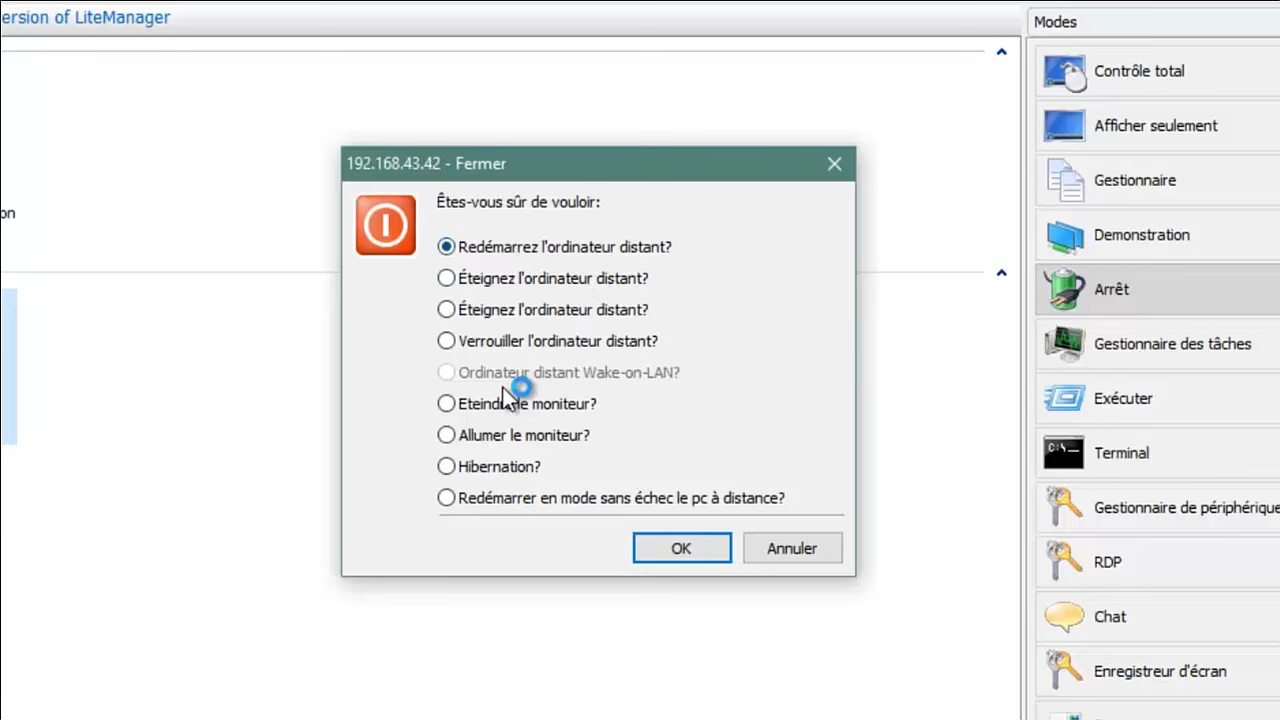 ersion of LiteManager
on
192.168.43.42 - Fermer
Êtes-vous sûr de vouloir:
Redémarrez l'ordinateur distant?
Éteignez l'ordinateur distant?
Éteignez l'ordinateur distant?
Verrouiller l'ordinateur distant?
Ordinateur distant Wake-on-LAN?
Eteindre le moniteur?
Allumer le moniteur?
Hibernation?
Redémarrer en mode sans échec le pc à distance?
OK
Annuler
Modes
Contrôle total
Afficher seulement
Gestionnaire
Demonstration
Arrêt
Gestionnaire des tâches
Exécuter
C:\
Terminal
Gestionnaire de périphérique
RDP
Chat
Enregistreur d'écran